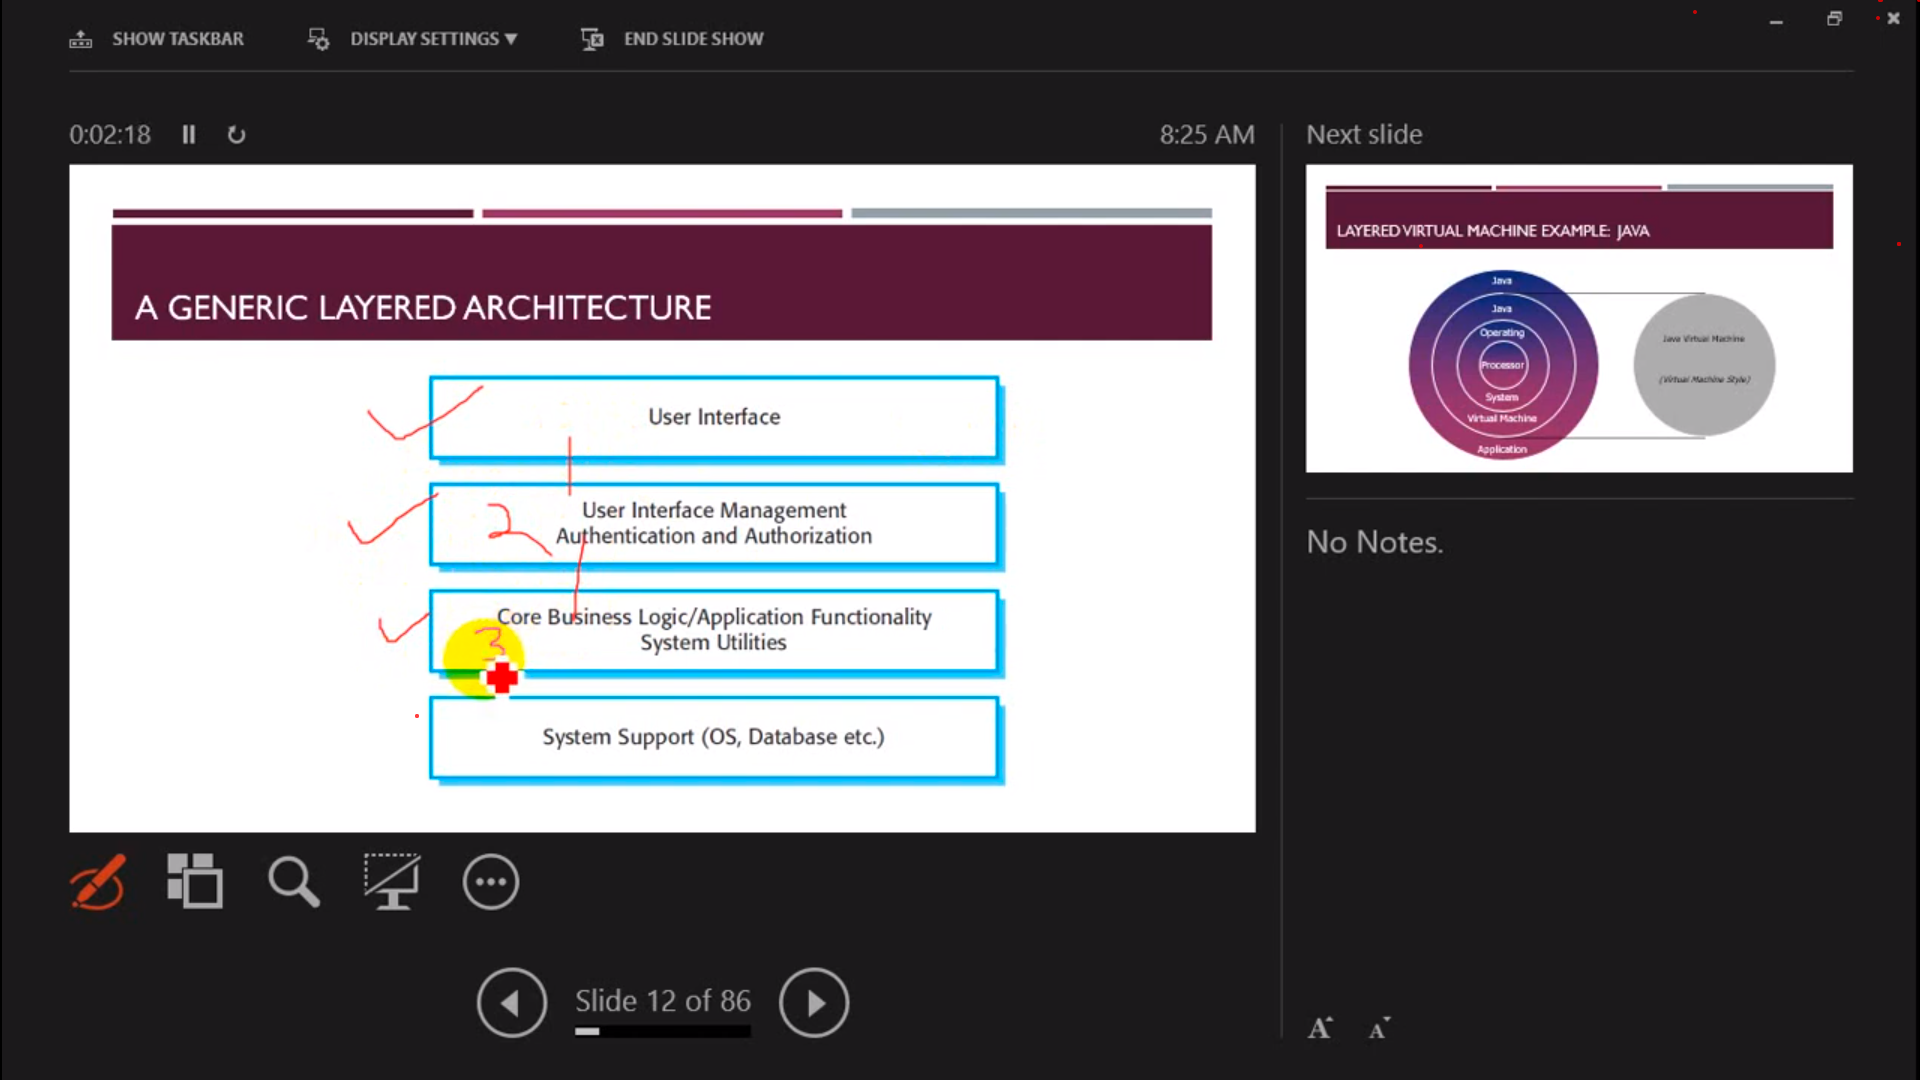 SHOW TASKBAR
DISPLAY SETTINGS ▼
END SLIDE SHOW
0:02:18
8:25 AM
Next slide
A GENERIC LAYERED ARCHITECTURE
User Interface
2
User Interface Management
Authentication and Authorization
Core Business Logic/Application Functionality
System Utilities
3
System Support (OS, Database etc.)
LAYERED VIRTUAL MACHINE EXAMPLE: JAVA
Java
Java
Operating
Processor
System
Virtual Machine
Application
Java Virtual Machine
(Virtual Machine Style)
No Notes.
Slide 12 of 86
A
A